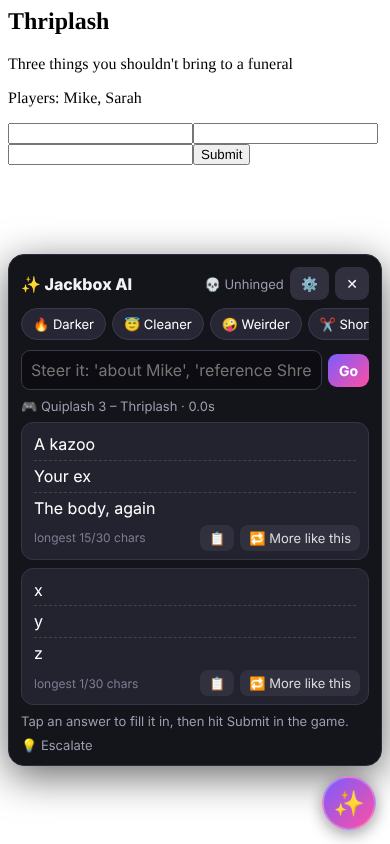 Thriplash
Three things you shouldn't bring to a funeral
Players: Mike, Sarah
Submit
✨ Jackbox AI
💀 Unhinged ⚙️ ✕
🔥 Darker 😇 Cleaner 🤪 Weirder ✂️ Shor
Steer it: 'about Mike', 'reference Shre
Go
🎮 Quiplash 3 – Thriplash · 0.0s
A kazoo
Your ex
The body, again
longest 15/30 chars 📋 🔁 More like this
x
y
z
longest 1/30 chars 📋 🔁 More like this
Tap an answer to fill it in, then hit Submit in the game.
💡 Escalate